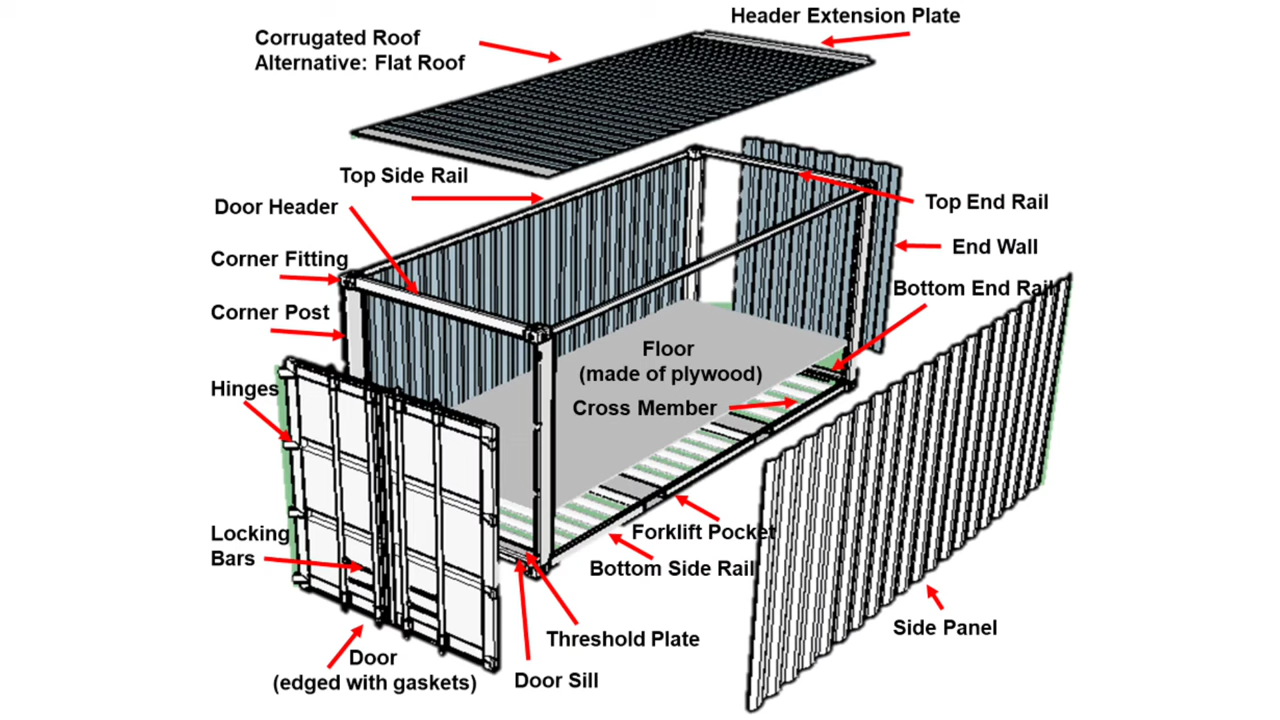 Header Extension Plate
Corrugated Roof
Alternative: Flat Roof
Top Side Rail
Door Header
Top End Rail
End Wall
Corner Fitting
Bottom End Rail
Corner Post
Floor
(made of plywood)
Hinges
Cross Member
Locking
Bars
Forklift Pocket
Bottom Side Rail
Side Panel
Threshold Plate
Door
(edged with gaskets)
Door Sill